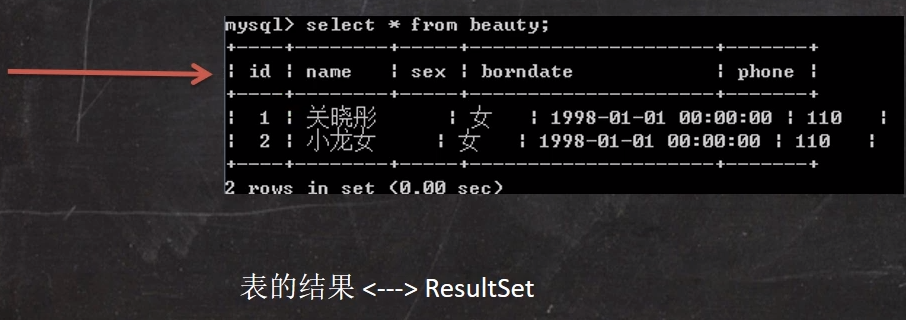 mysql> select * from beauty;
+----+--------+-----+---------------------+-------+
| id | name | sex | borndate | phone |
+----+--------+-----+---------------------+-------+
| 1 | 关晓彤 | 女 | 1998-01-01 00:00:00 | 110 |
| 2 | 小龙女 | 女 | 1998-01-01 00:00:00 | 110 |
+----+--------+-----+---------------------+-------+
2 rows in set (0.00 sec)
表的结果 <---> ResultSet